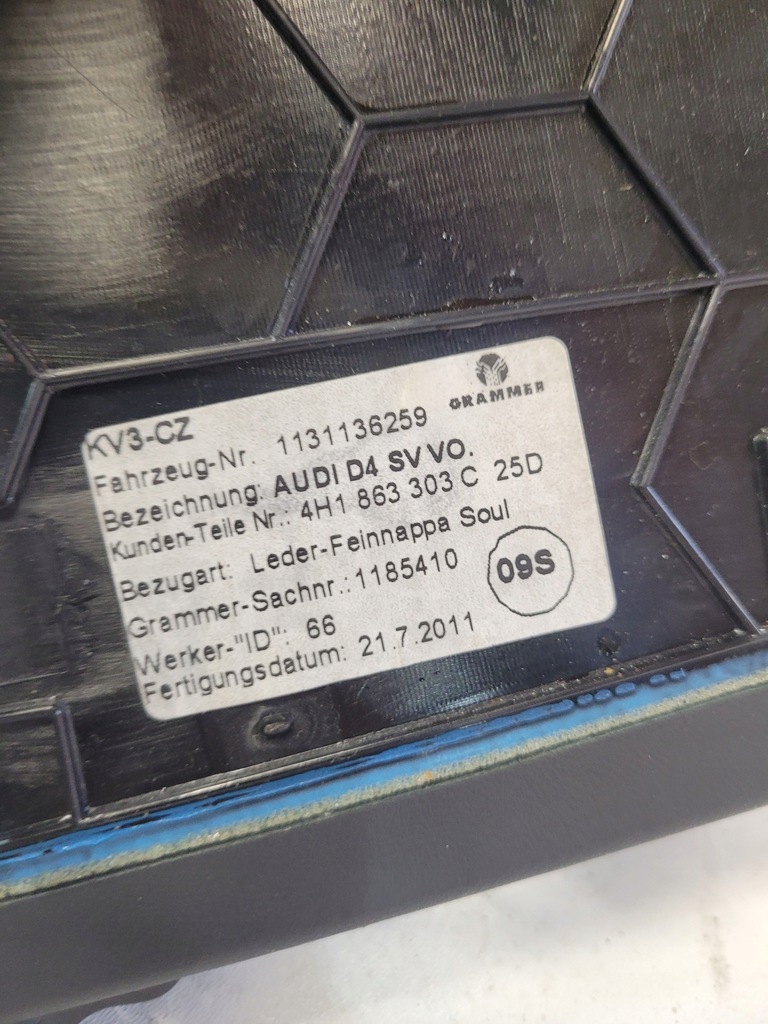 GRAMMER
KV3-CZ
Fahrzeug-Nr. 1131136259
Bezeichnung: AUDI D4 SV VO.
Kunden-Teile Nr.: 4H1 863 303 C 25D
Bezugart: Leder-Feinnappa Soul
Grammer-Sachnr.: 1185410
09S
Werker-"ID": 66
Fertigungsdatum: 21.7.2011